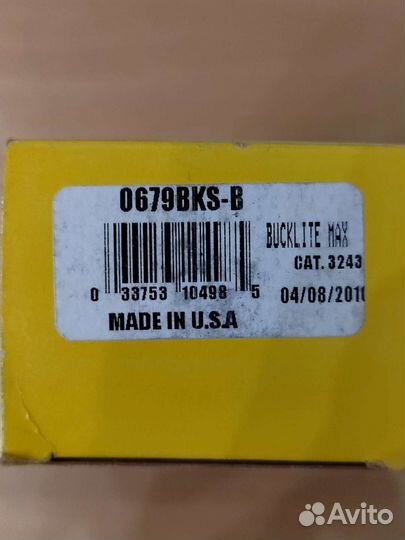 0679BKS-B
BUCKLITE MAX
CAT. 3243
0 33753 10498 5
04/08/2010
MADE IN U.S.A
Avito